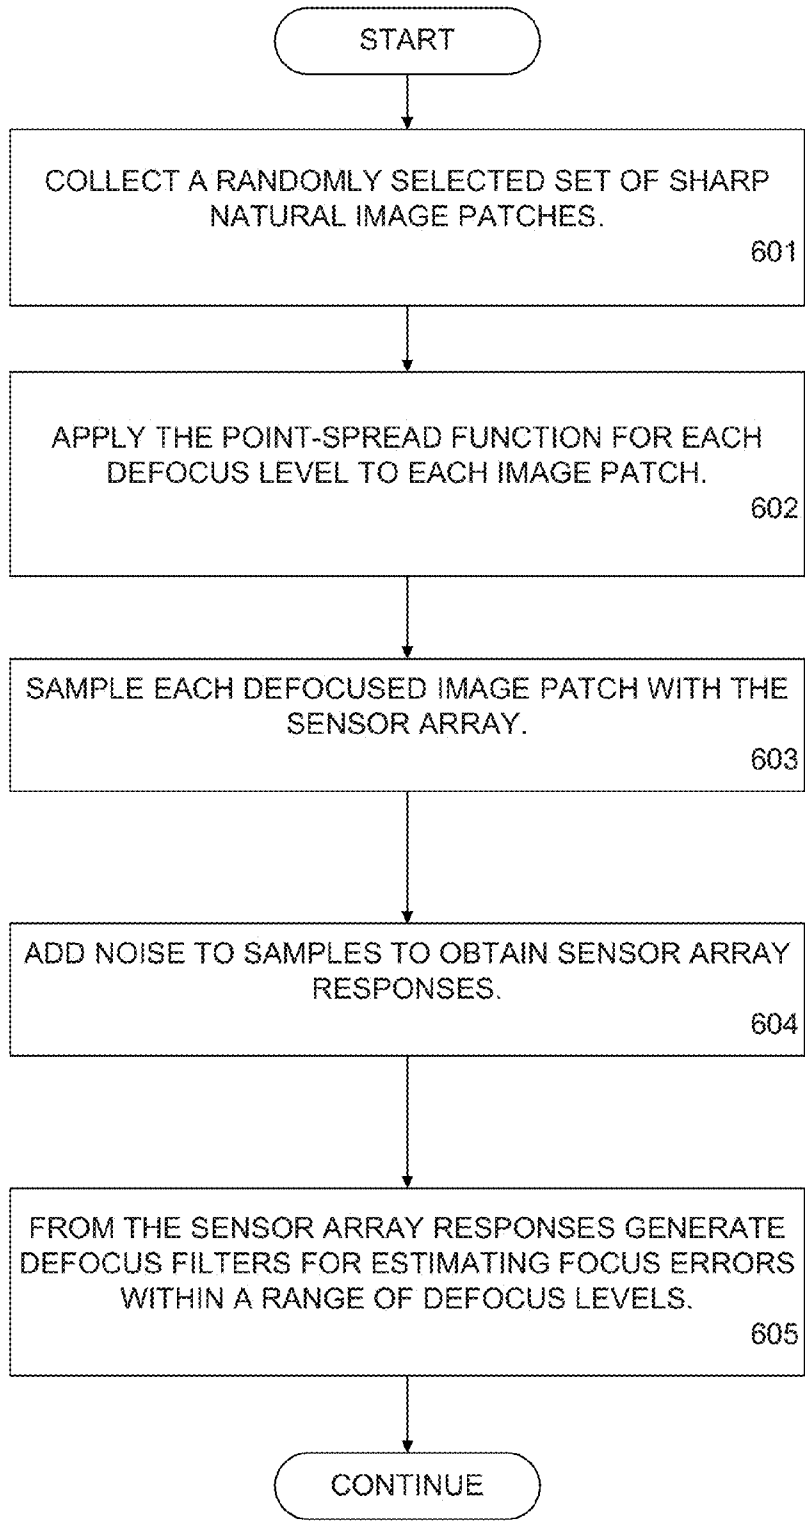 START
COLLECT A RANDOMLY SELECTED SET OF SHARP
NATURAL IMAGE PATCHES.
601
APPLY THE POINT-SPREAD FUNCTION FOR EACH
DEFOCUS LEVEL TO EACH IMAGE PATCH.
602
SAMPLE EACH DEFOCUSED IMAGE PATCH WITH THE
SENSOR ARRAY.
603
ADD NOISE TO SAMPLES TO OBTAIN SENSOR ARRAY
RESPONSES.
604
FROM THE SENSOR ARRAY RESPONSES GENERATE
DEFOCUS FILTERS FOR ESTIMATING FOCUS ERRORS
WITHIN A RANGE OF DEFOCUS LEVELS.
605
CONTINUE